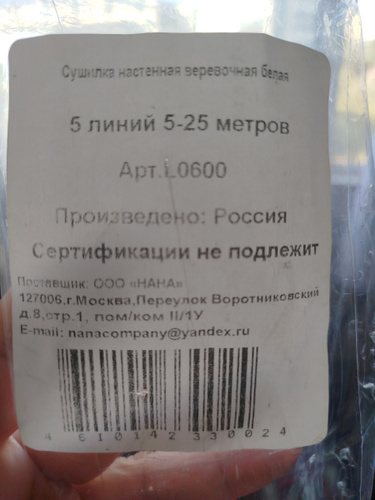 Сушилка настенная веревочная белая
5 линий 5-25 метров
Арт.L0600
Произведено: Россия
Сертификации не подлежит
Поставщик: ООО «НАНА»
127006,г.Москва,Переулок Воротниковский
д.8,стр.1, пом/ком II/1У
E-mail: nanacompany@yandex.ru
4 610142 330024